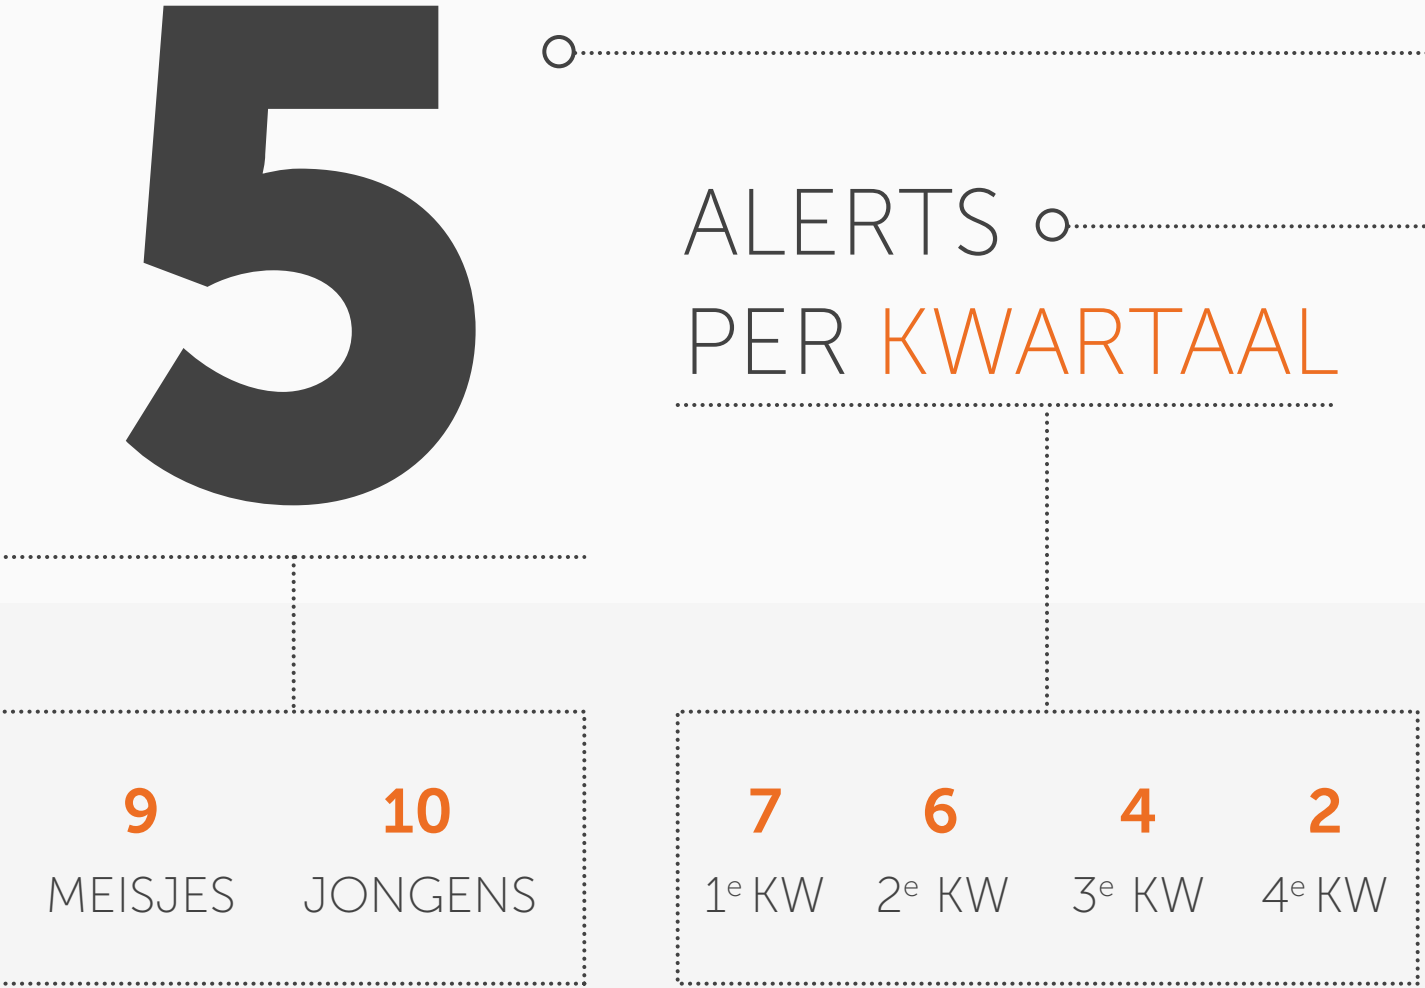 5
ALERTS
PER KWARTAAL
9 10
MEISJES JONGENS
7 6 4 2
1e KW 2e KW 3e KW 4e KW